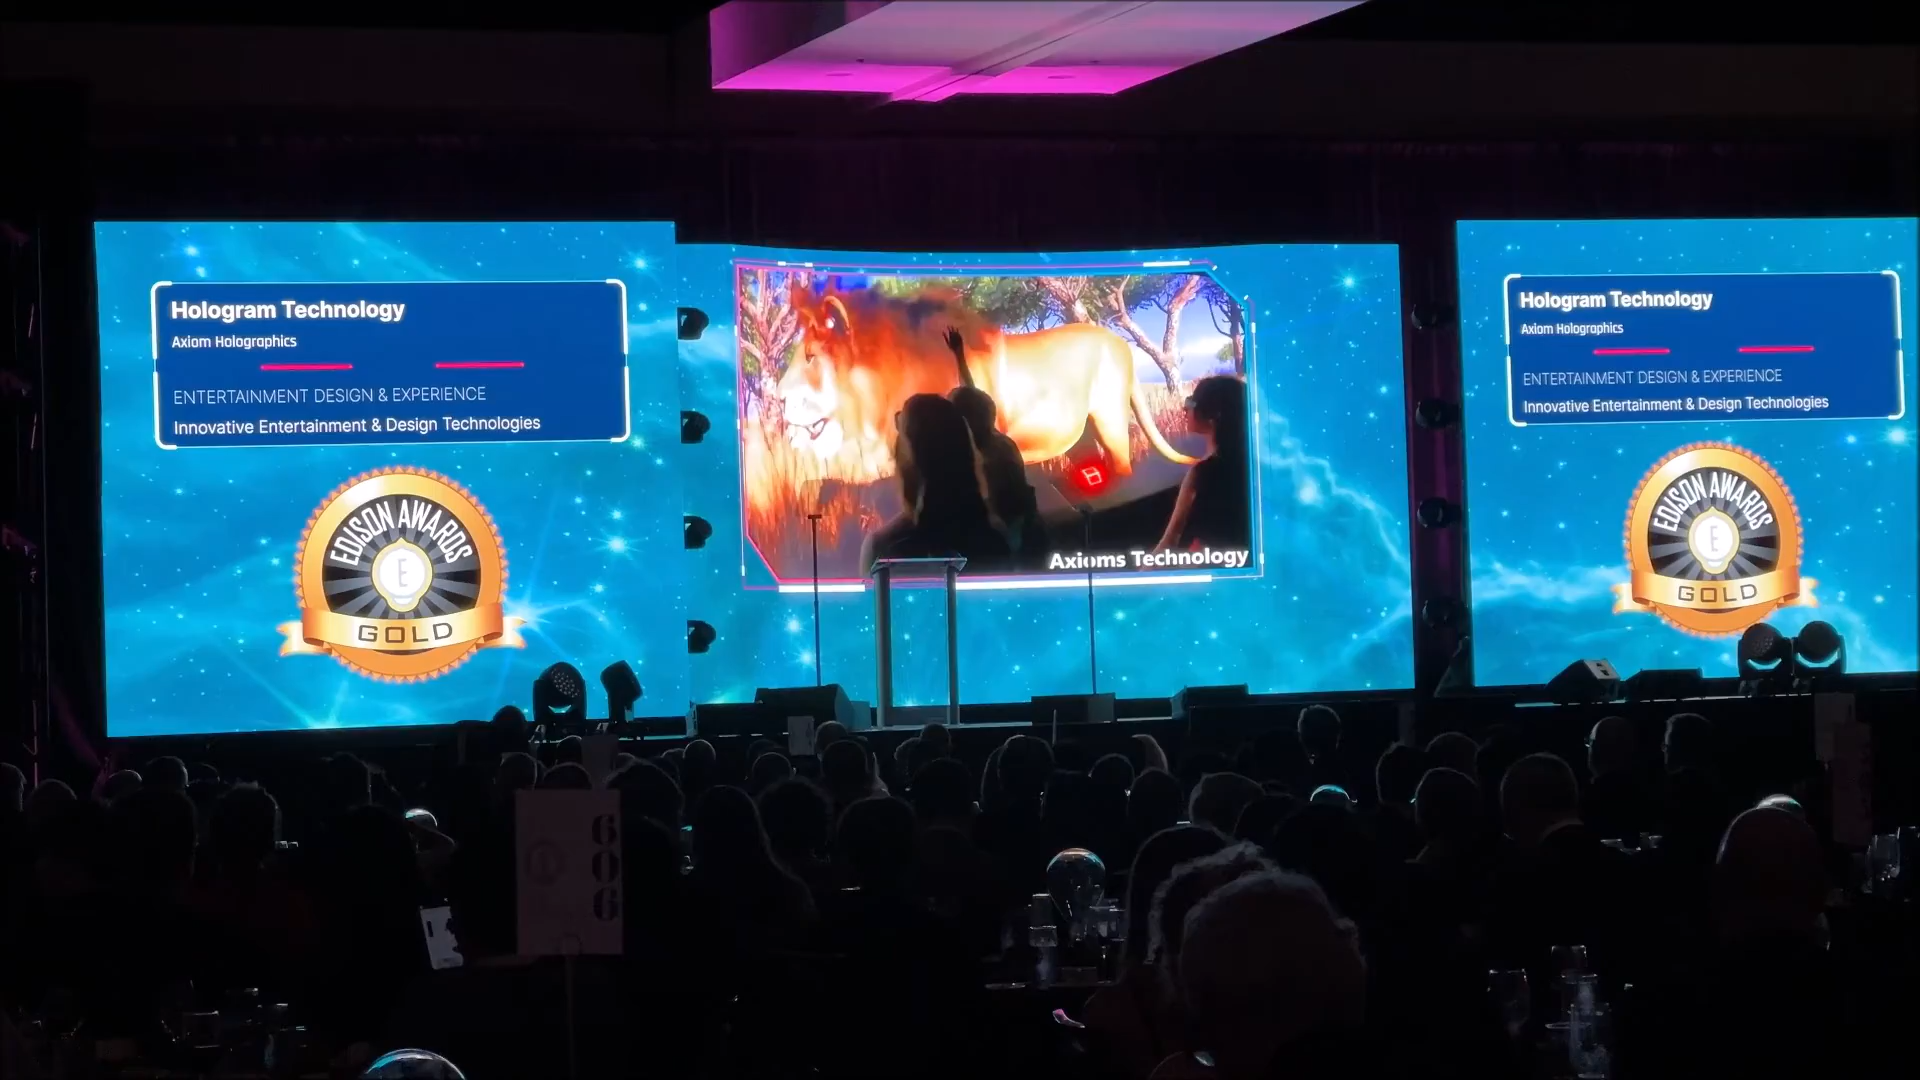 Hologram Technology
Axiom Holographics
ENTERTAINMENT DESIGN & EXPERIENCE
Innovative Entertainment & Design Technologies
EDISON AWARDS
E
GOLD
Axioms Technology
Hologram Technology
Axiom Holographics
ENTERTAINMENT DESIGN & EXPERIENCE
Innovative Entertainment & Design Technologies
EDISON AWARDS
E
GOLD
606